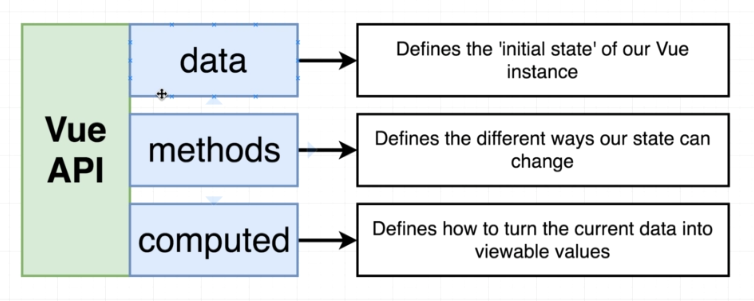 Vue
API
data
Defines the 'initial state' of our Vue
instance
methods
Defines the different ways our state can
change
computed
Defines how to turn the current data into
viewable values